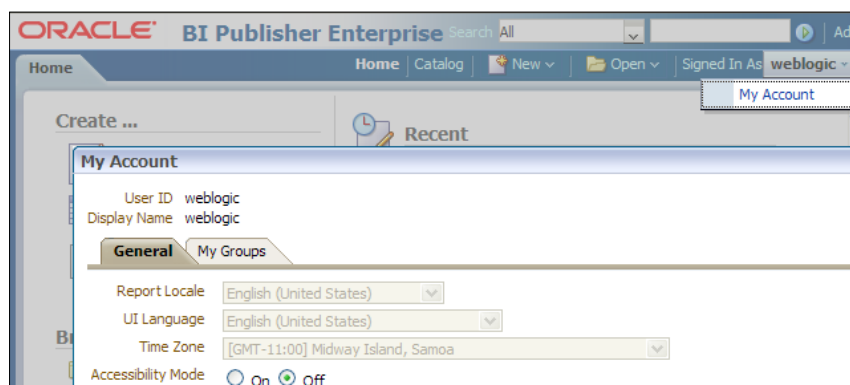 ORACLE BI Publisher Enterprise Search All Ad
Home Home Catalog New Open Signed In As weblogic
My Account
Create ...
Recent
My Account
User ID weblogic
Display Name weblogic
General My Groups
Report Locale English (United States)
UI Language English (United States)
Time Zone [GMT-11:00] Midway Island, Samoa
Accessibility Mode On Off